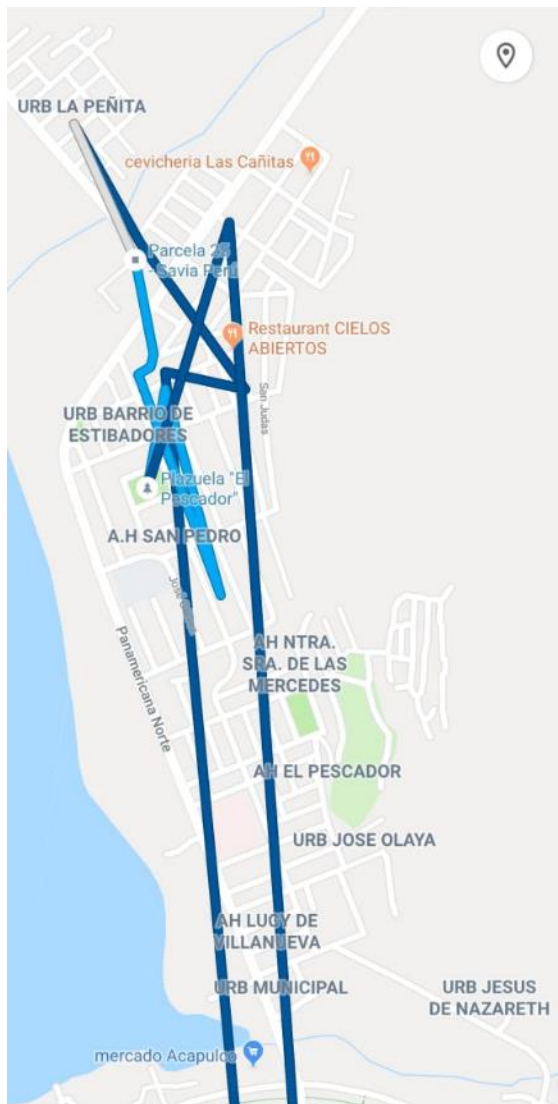 URB LA PEÑITA
cevicheria Las Cañitas
Parcela 25
- Savia Perú
Restaurant CIELOS
ABIERTOS
San Judas
URB BARRIO DE
ESTIBADORES
Plazuela "El
Pescador"
A.H SAN PEDRO
José
AH NTRA.
SRA. DE LAS
MERCEDES
Panamericana Norte
AH EL PESCADOR
URB JOSE OLAYA
AH LUCY DE
VILLANUEVA
URB MUNICIPAL
URB JESUS
DE NAZARETH
mercado Acapulco